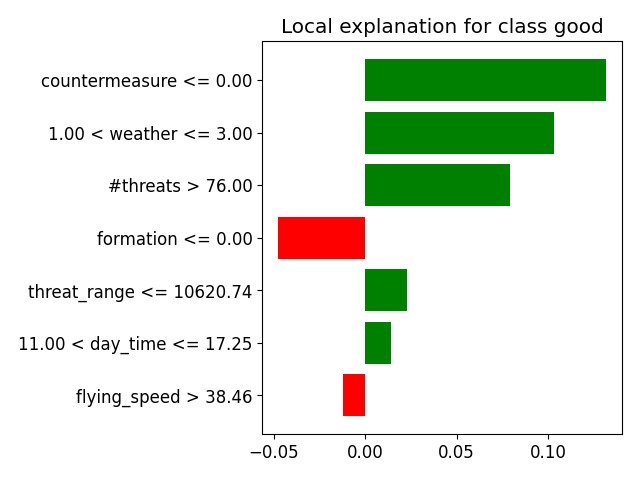 Local explanation for class good
countermeasure <= 0.00
1.00 < weather <= 3.00
#threats > 76.00
formation <= 0.00
threat_range <= 10620.74
11.00 < day_time <= 17.25
flying_speed > 38.46
−0.05 0.00 0.05 0.10